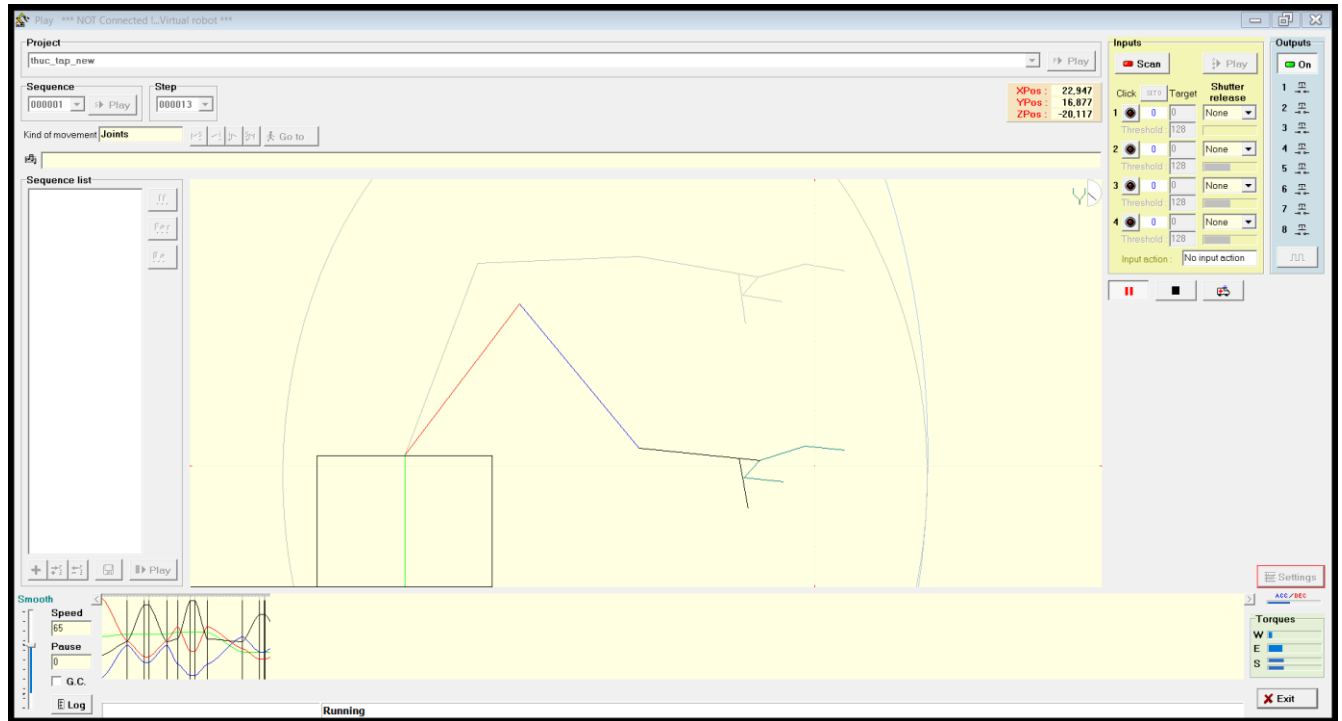 Play *** NOT Connected !...Virtual robot ***
Project
thuc_tap_new
Play
Sequence
000001
Play
Step
000013
XPos : 22,947
YPos : 16,877
ZPos : -20,117
Kind of movement Joints
Go to
Sequence list
Play
Inputs
Scan
Play
Click SET 0 Target Shutter release
1 0 0 None
Threshold : 128
2 0 0 None
Threshold : 128
3 0 0 None
Threshold : 128
4 0 0 None
Threshold : 128
Input action : No input action
Outputs
On
1
2
3
4
5
6
7
8
Settings
ACC/DEC
Smooth
Speed
65
Pause
0
G.C.
Log
Running
Torques
W
E
S
Exit